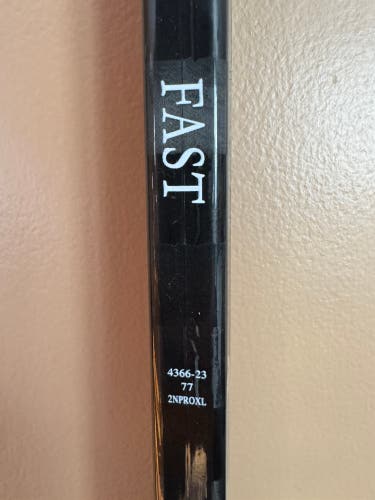 FAST
4366-23
77
2NPROXL